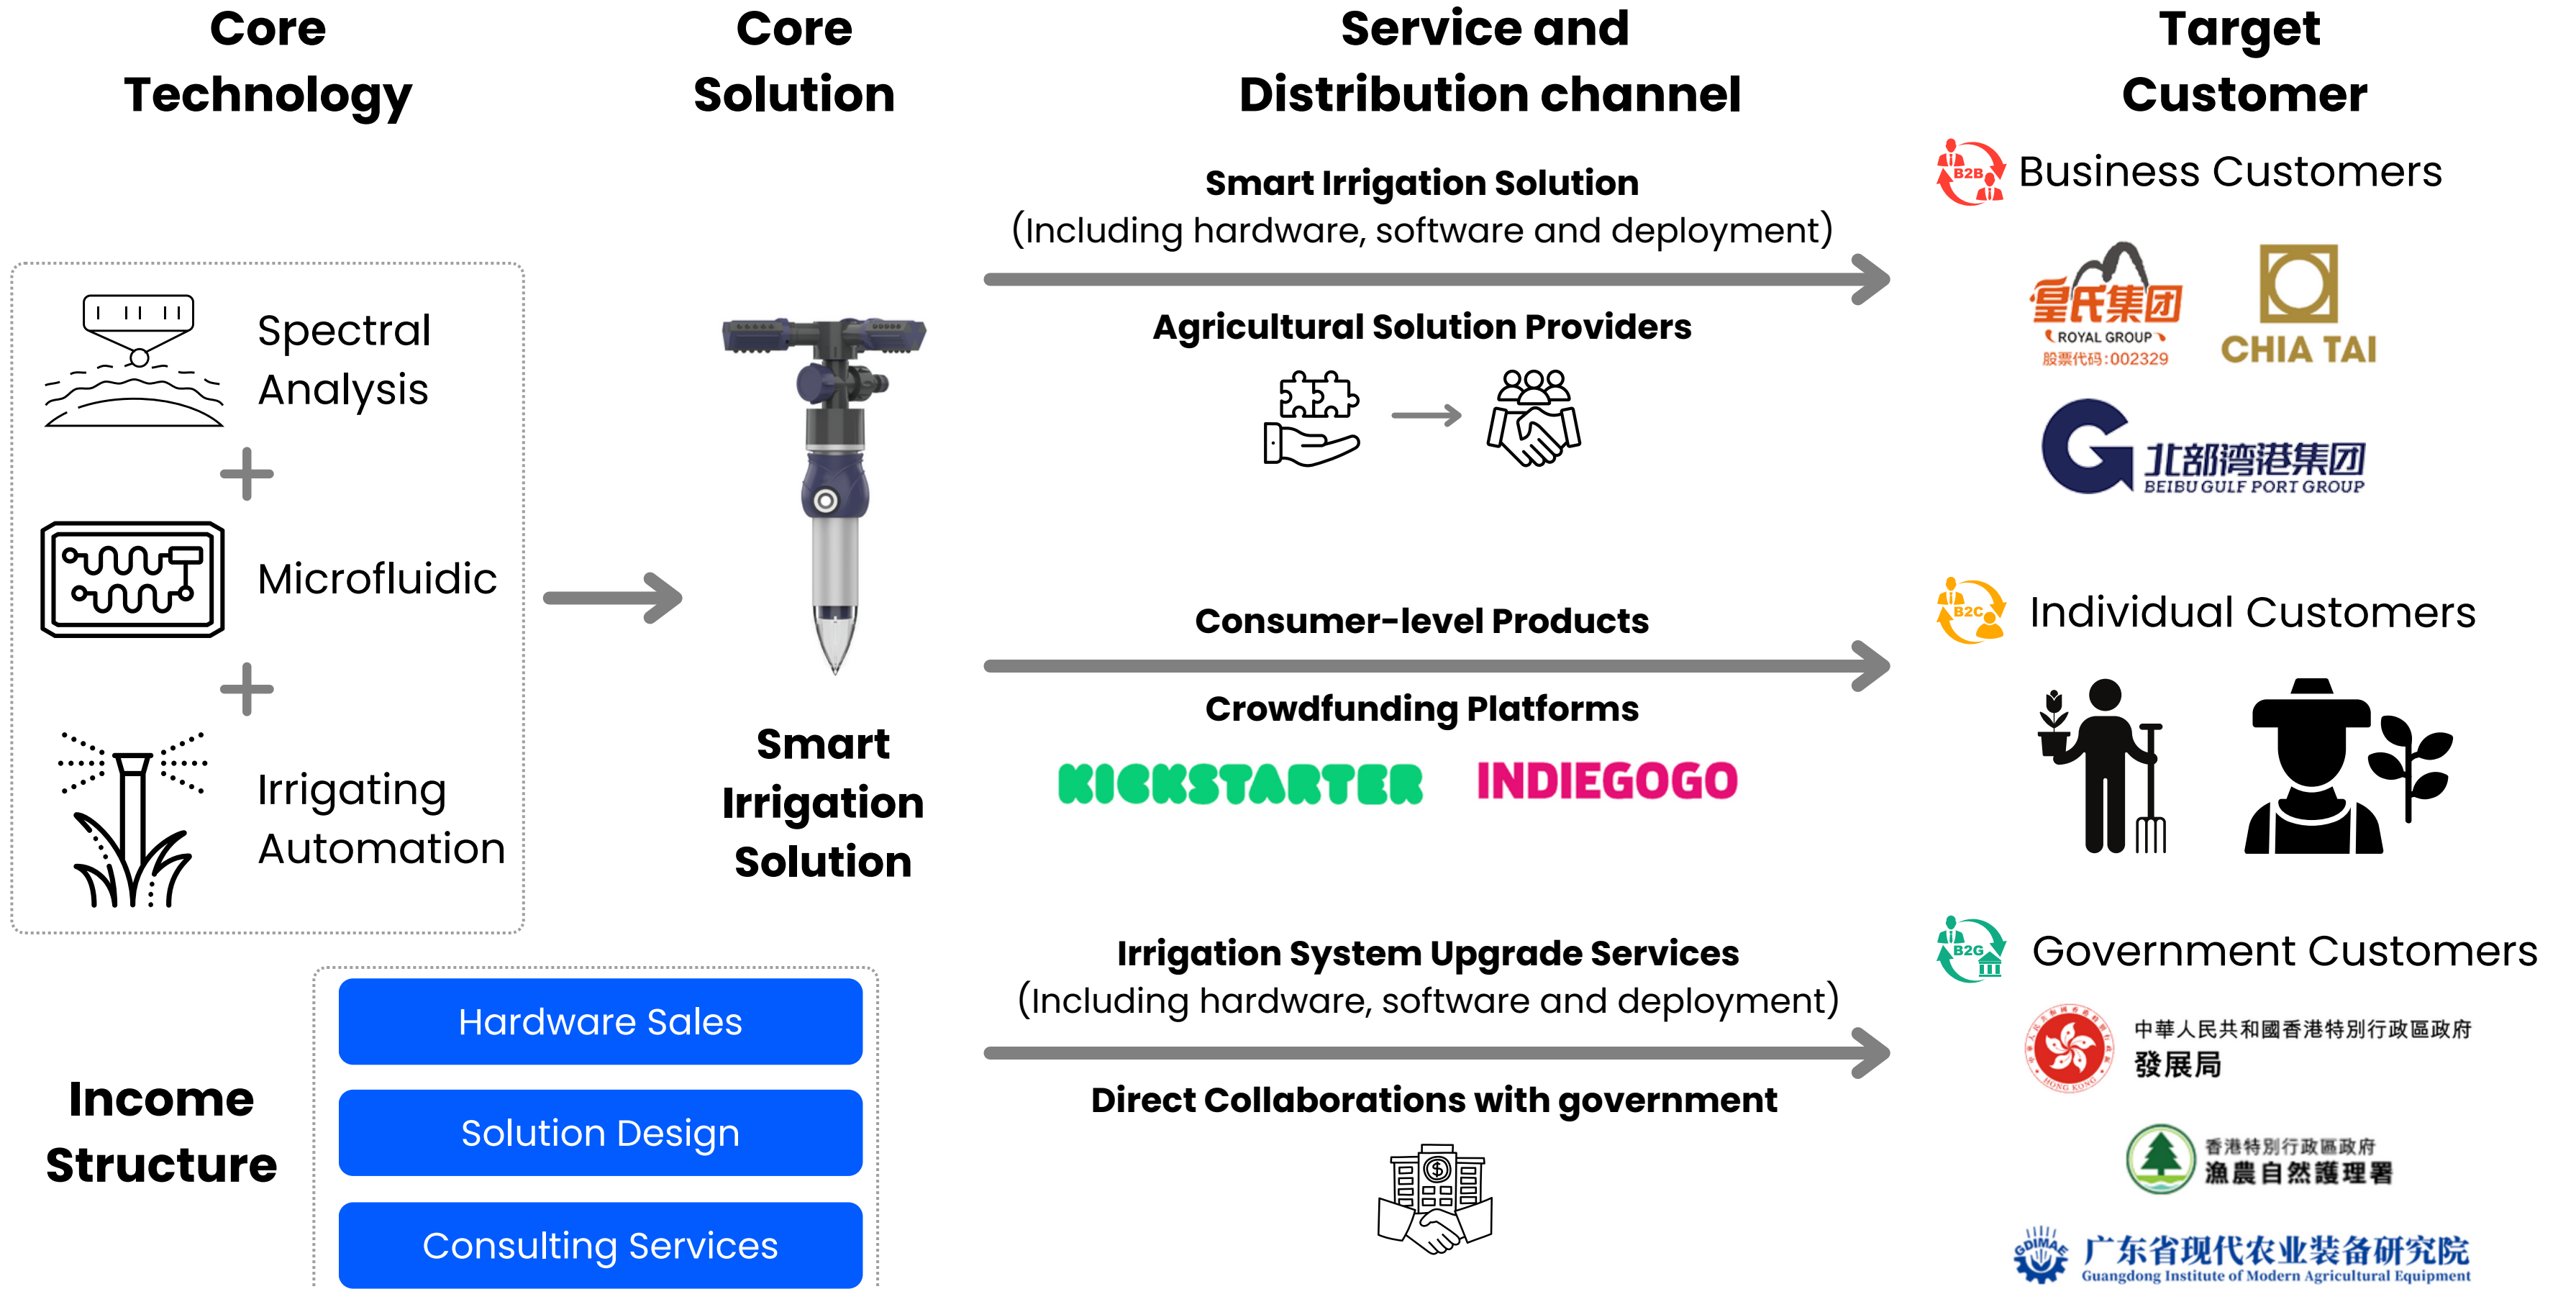 Core
Technology
Core
Solution
Service and
Distribution channel
Target
Customer
Spectral
Analysis
Microfluidic
Irrigating
Automation
Smart
Irrigation
Solution
Smart Irrigation Solution
(Including hardware, software and deployment)
Agricultural Solution Providers
Consumer-level Products
Crowdfunding Platforms
KICKSTARTER
INDIEGOGO
Irrigation System Upgrade Services
(Including hardware, software and deployment)
Direct Collaborations with government
B2B
Business Customers
皇氏集团
ROYAL GROUP
股票代码:002329
CHIA TAI
北部湾港集团
BEIBU GULF PORT GROUP
B2C
Individual Customers
B2G
Government Customers
HONG KONG
中華人民共和國香港特別行政區政府
發展局
香港特別行政區政府
漁農自然護理署
GDIMAE
广东省现代农业装备研究院
Guangdong Institute of Modern Agricultural Equipment
Income
Structure
Hardware Sales
Solution Design
Consulting Services